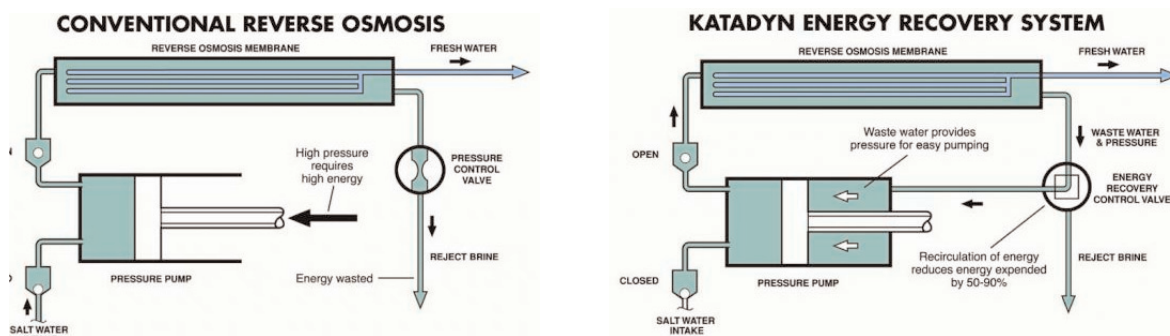 CONVENTIONAL REVERSE OSMOSIS
REVERSE OSMOSIS MEMBRANE
FRESH WATER
High pressure
requires
high energy
PRESSURE
CONTROL
VALVE
REJECT BRINE
Energy wasted
PRESSURE PUMP
SALT WATER
KATADYN ENERGY RECOVERY SYSTEM
REVERSE OSMOSIS MEMBRANE
FRESH WATER
OPEN
Waste water provides
pressure for easy pumping
WASTE WATER
& PRESSURE
ENERGY
RECOVERY
CONTROL VALVE
Recirculation of energy
reduces energy expended
by 50-90%
REJECT BRINE
CLOSED
PRESSURE PUMP
SALT WATER
INTAKE